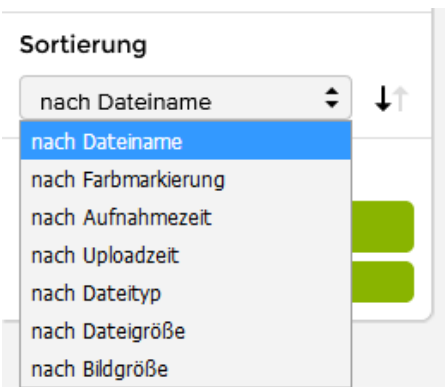 Sortierung
nach Dateiname
nach Dateiname
nach Farbmarkierung
nach Aufnahmezeit
nach Uploadzeit
nach Dateityp
nach Dateigröße
nach Bildgröße